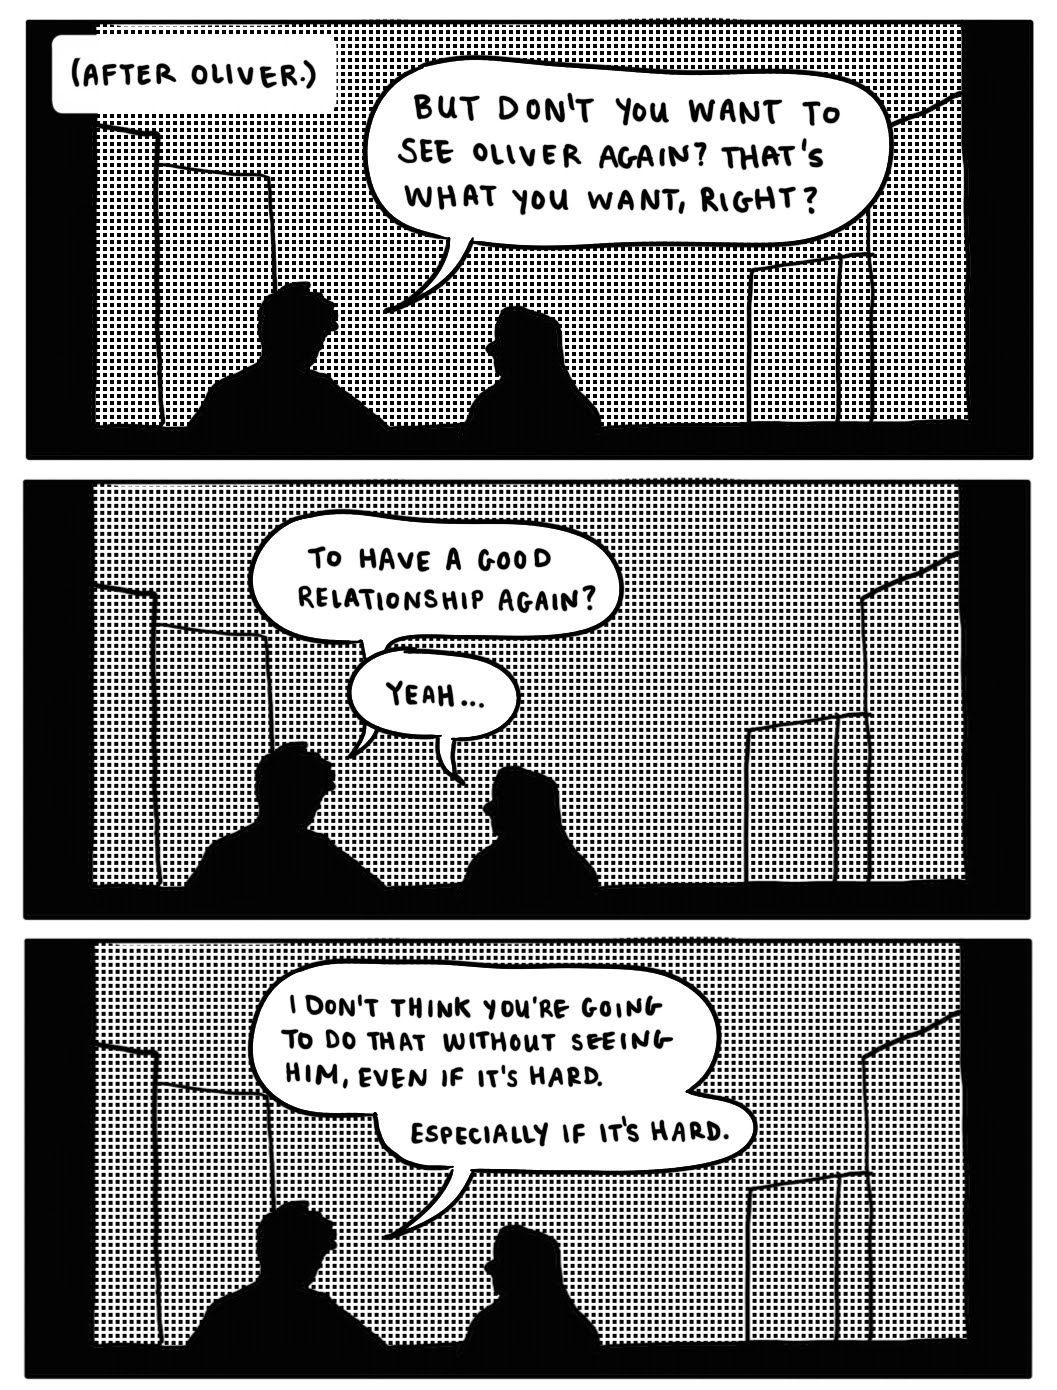 (AFTER OLIVER.)
BUT DON'T YOU WANT TO
SEE OLIVER AGAIN? THAT'S
WHAT YOU WANT, RIGHT?
TO HAVE A GOOD
RELATIONSHIP AGAIN?
YEAH...
I DON'T THINK YOU'RE GOING
TO DO THAT WITHOUT SEEING
HIM, EVEN IF IT'S HARD.
ESPECIALLY IF IT'S HARD.